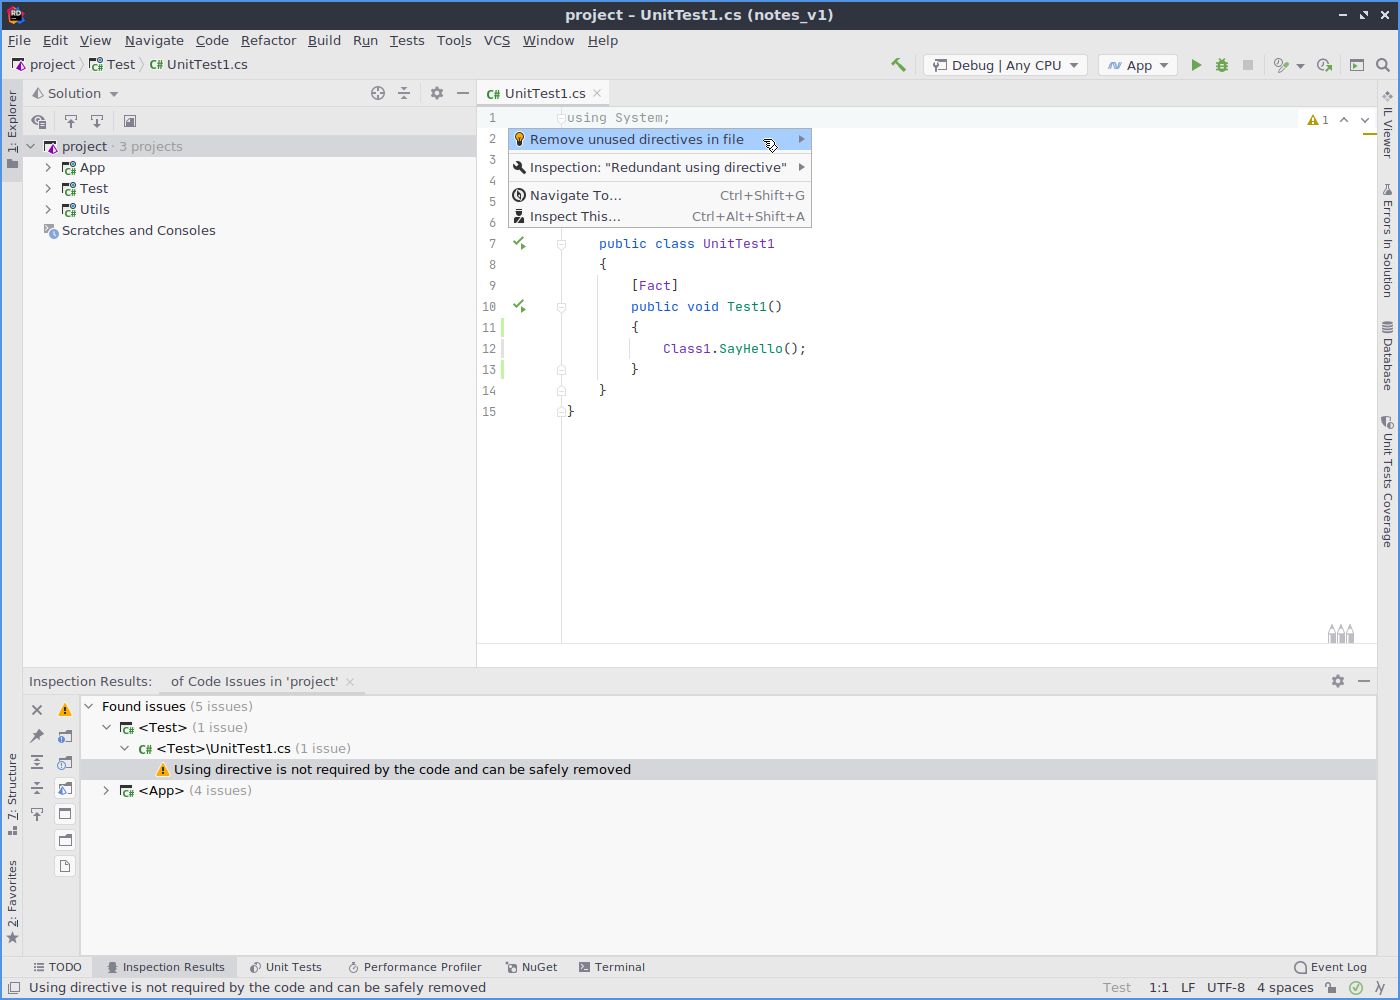 project – UnitTest1.cs (notes_v1)
File Edit View Navigate Code Refactor Build Run Tests Tools VCS Window Help
project Test C# UnitTest1.cs
Debug | Any CPU App
1: Explorer
Solution
project · 3 projects
App
Test
Utils
Scratches and Consoles
C# UnitTest1.cs
1 using System;
1
2
3
4
5
6
Remove unused directives in file
Inspection: "Redundant using directive"
Navigate To... Ctrl+Shift+G
Inspect This... Ctrl+Alt+Shift+A
7 public class UnitTest1
8 {
9 [Fact]
10 public void Test1()
11 {
12 Class1.SayHello();
13 }
14 }
15 }
IL Viewer
Errors In Solution
Database
Unit Tests Coverage
7: Structure
2: Favorites
Inspection Results: of Code Issues in 'project'
Found issues (5 issues)
<Test> (1 issue)
C# <Test>\UnitTest1.cs (1 issue)
Using directive is not required by the code and can be safely removed
<App> (4 issues)
TODO Inspection Results Unit Tests Performance Profiler NuGet Terminal Event Log
Using directive is not required by the code and can be safely removed Test 1:1 LF UTF-8 4 spaces